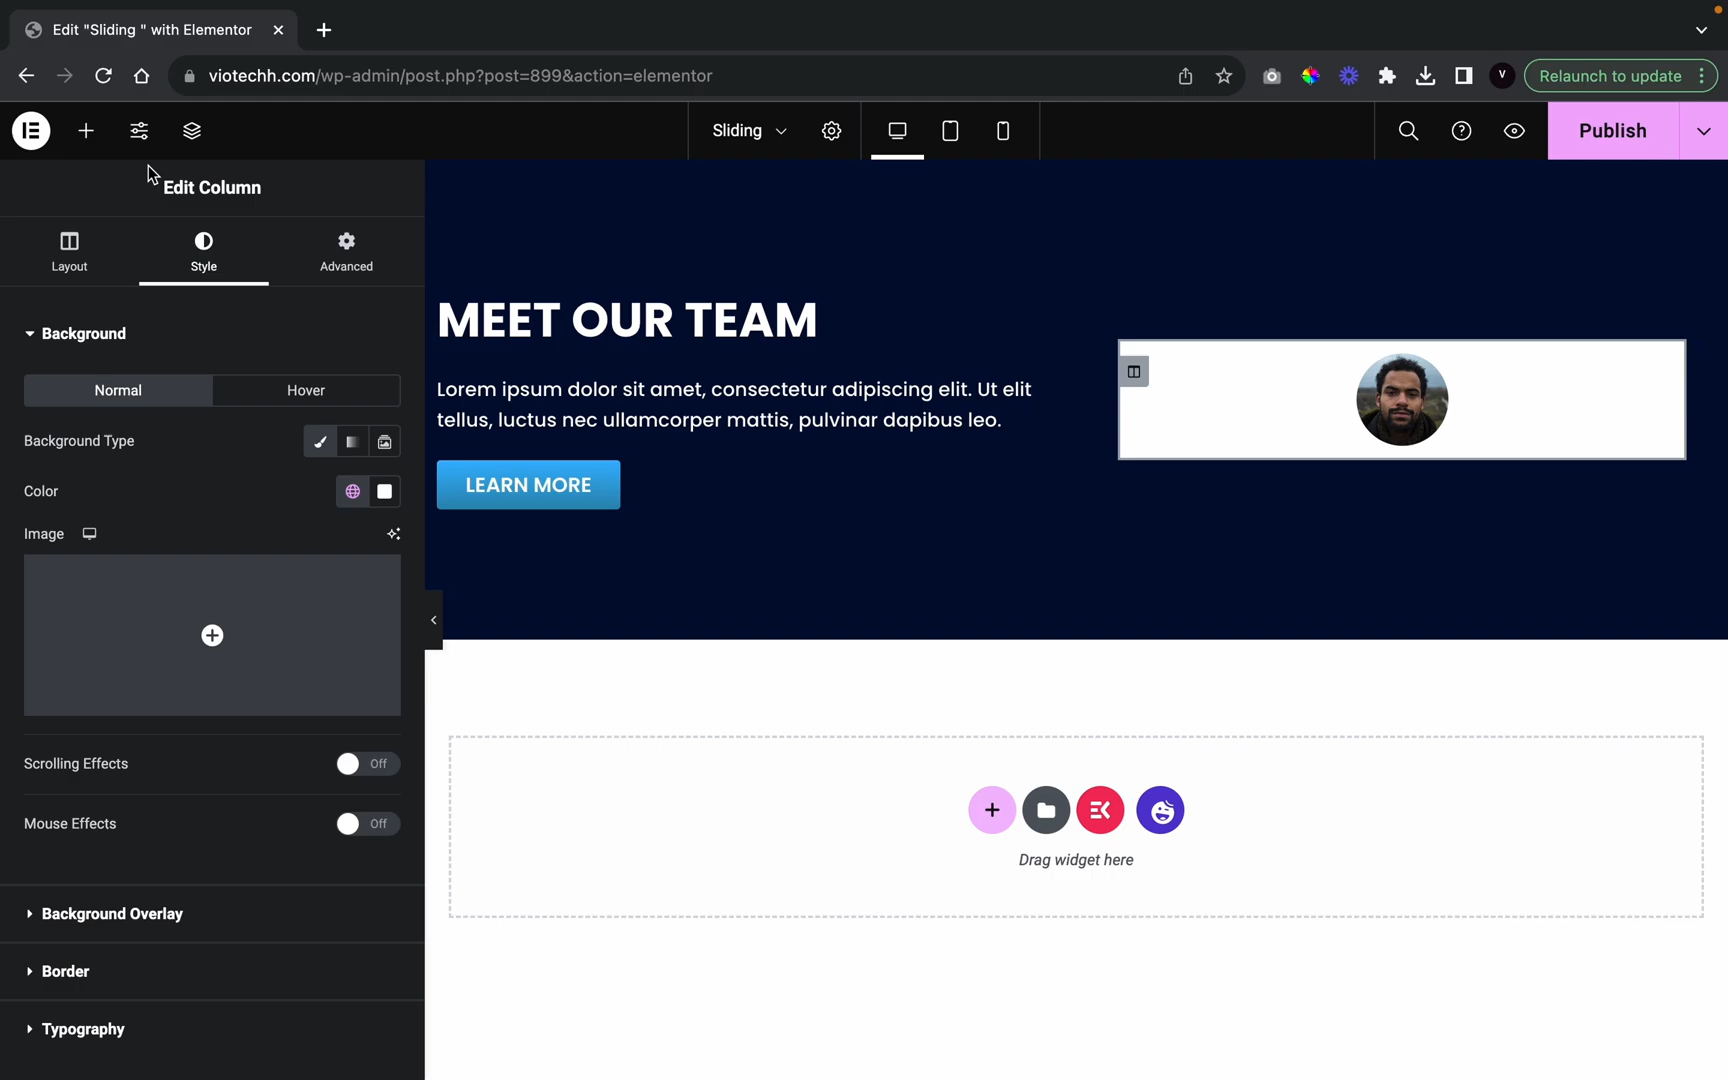 Edit "Sliding " with Elementor
viotechh.com/wp-admin/post.php?post=899&action=elementor
V
Relaunch to update
Sliding
Publish
Edit Column
Layout
Style
Advanced
Background
Normal
Hover
Background Type
Color
Image
Scrolling Effects
Off
Mouse Effects
Off
Background Overlay
Border
Typography
MEET OUR TEAM
Lorem ipsum dolor sit amet, consectetur adipiscing elit. Ut elit
tellus, luctus nec ullamcorper mattis, pulvinar dapibus leo.
LEARN MORE
Drag widget here